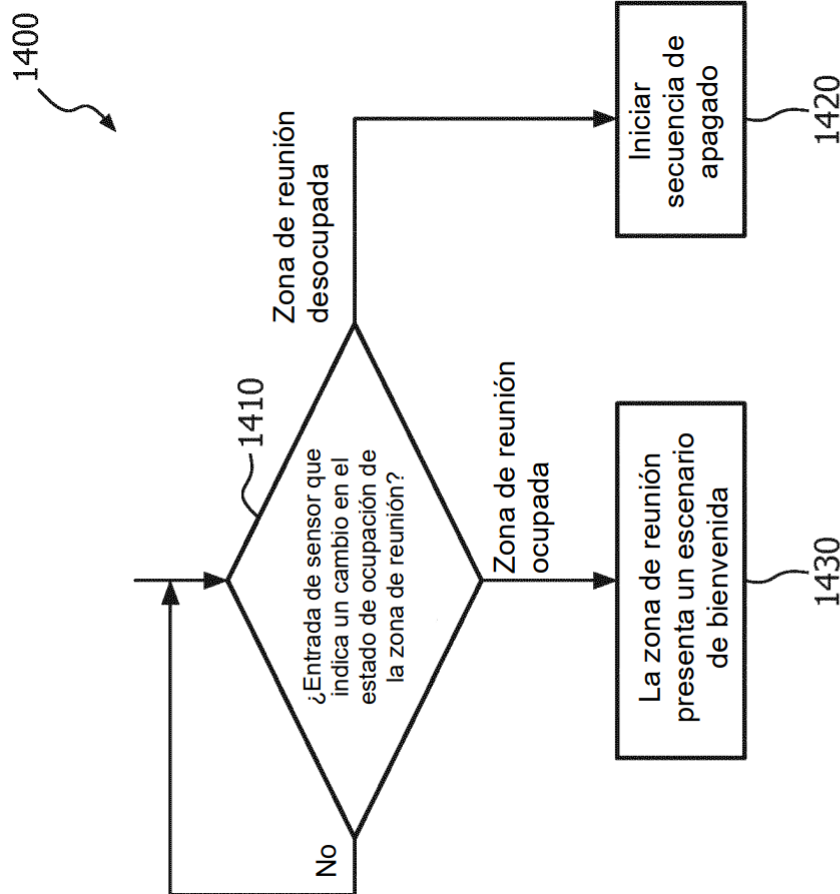 1400
1410
¿Entrada de sensor que
indica un cambio en el
estado de ocupación de
la zona de reunión?
No
Zona de reunión
desocupada
Zona de reunión
ocupada
La zona de reunión
presenta un escenario
de bienvenida
1430
Iniciar
secuencia de
apagado
1420